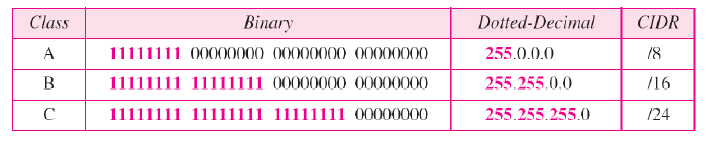 Class Binary Dotted-Decimal CIDR
A 11111111 00000000 00000000 00000000 255.0.0.0 /8
B 11111111 11111111 00000000 00000000 255.255.0.0 /16
C 11111111 11111111 11111111 00000000 255.255.255.0 /24